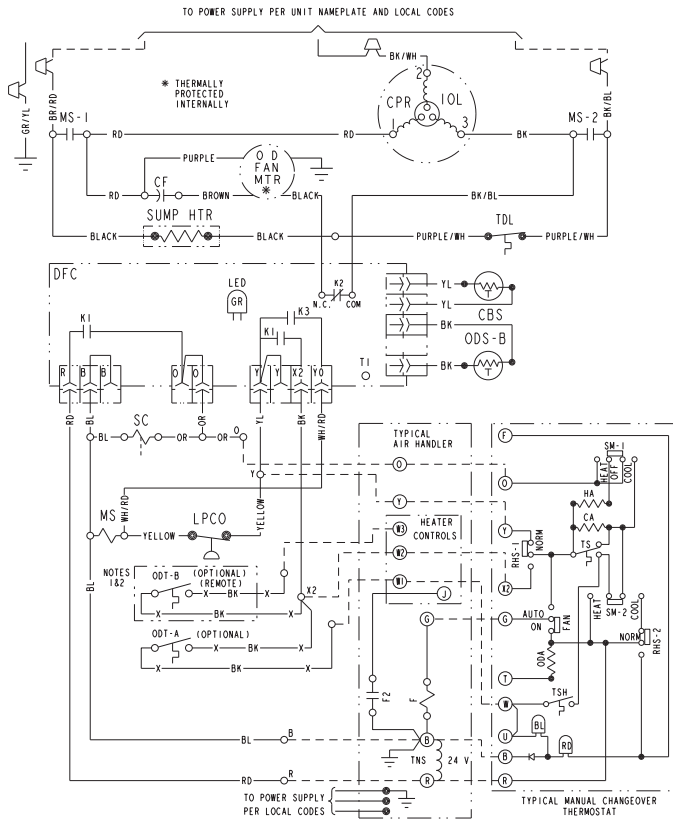 TO POWER SUPPLY PER UNIT NAMEPLATE AND LOCAL CODES
BK/WH
* THERMALLY
PROTECTED
INTERNALLY
GR/YL
BR/RD
BK/BL
MS-1
RD
RD
CPR
IOL
1
2
3
BK
MS-2
PURPLE
O D
FAN
MTR
*
RD
CF
BROWN
BLACK
BK/BL
SUMP HTR
BLACK
BLACK
PURPLE/WH
TDL
PURPLE/WH
DFC
LED
GR
K2
N.C.
COM
YL
YL
CBS
BK
ODS-B
BK
T
T
K1
K3
K1
T1
R
B
B
O
O
Y
Y
X2
YO
RD
BL
OR
YL
BK
WH/RD
SC
BL
OR
OR
O
Y
MS
WH/RD
YELLOW
LPCO
YELLOW
NOTES
1&2
ODT-B
(OPTIONAL)
(REMOTE)
X
BK
X
X
BK
X
X2
ODT-A
(OPTIONAL)
X
BK
X
X
BK
X
BL
BL
B
RD
R
TYPICAL
AIR HANDLER
O
Y
HEATER
CONTROLS
W3
W2
W1
J
G
F2
F
B
TNS
24 V
R
TO POWER SUPPLY
PER LOCAL CODES
F
SM-1
HEAT
OFF
COOL
O
HA
CA
Y
RHS-1
NORM
TS
X2
HEAT
SM-2
COOL
G
AUTO
ON
FAN
NORM
RHS-2
ODA
T
TSH
W
BL
U
RD
B
R
TYPICAL MANUAL CHANGEOVER
THERMOSTAT